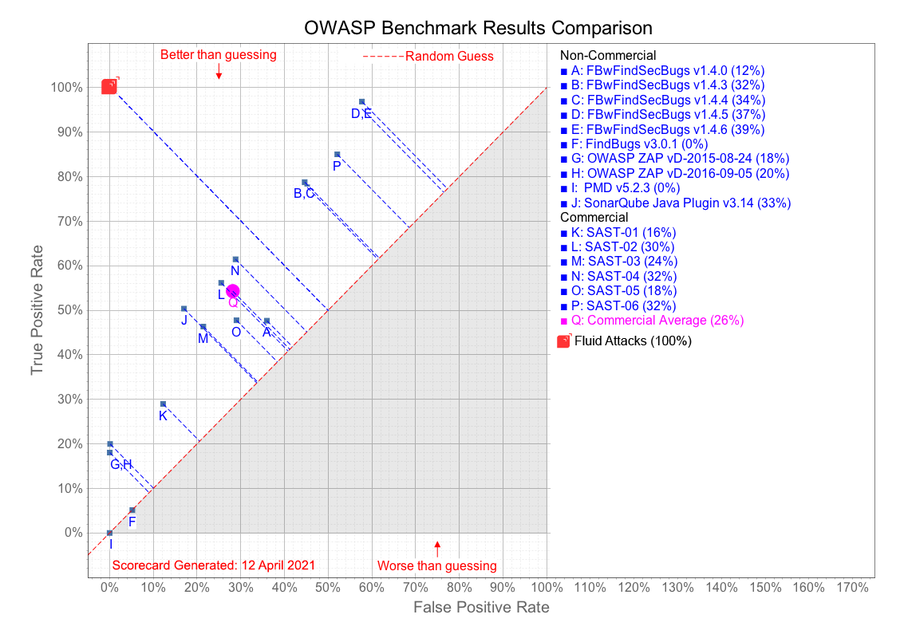 OWASP Benchmark Results Comparison
Better than guessing
Random Guess
Non-Commercial
A: FBwFindSecBugs v1.4.0 (12%)
B: FBwFindSecBugs v1.4.3 (32%)
C: FBwFindSecBugs v1.4.4 (34%)
D: FBwFindSecBugs v1.4.5 (37%)
E: FBwFindSecBugs v1.4.6 (39%)
F: FindBugs v3.0.1 (0%)
G: OWASP ZAP vD-2015-08-24 (18%)
H: OWASP ZAP vD-2016-09-05 (20%)
I: PMD v5.2.3 (0%)
J: SonarQube Java Plugin v3.14 (33%)
Commercial
K: SAST-01 (16%)
L: SAST-02 (30%)
M: SAST-03 (24%)
N: SAST-04 (32%)
O: SAST-05 (18%)
P: SAST-06 (32%)
Q: Commercial Average (26%)
Fluid Attacks (100%)
True Positive Rate
100%
90%
80%
70%
60%
50%
40%
30%
20%
10%
0%
D,E
P
B,C
N
L
Q
J
M
O
A
K
G,H
F
I
Scorecard Generated: 12 April 2021
Worse than guessing
0%
10%
20%
30%
40%
50%
60%
70%
80%
90%
100%
110%
120%
130%
140%
150%
160%
170%
False Positive Rate